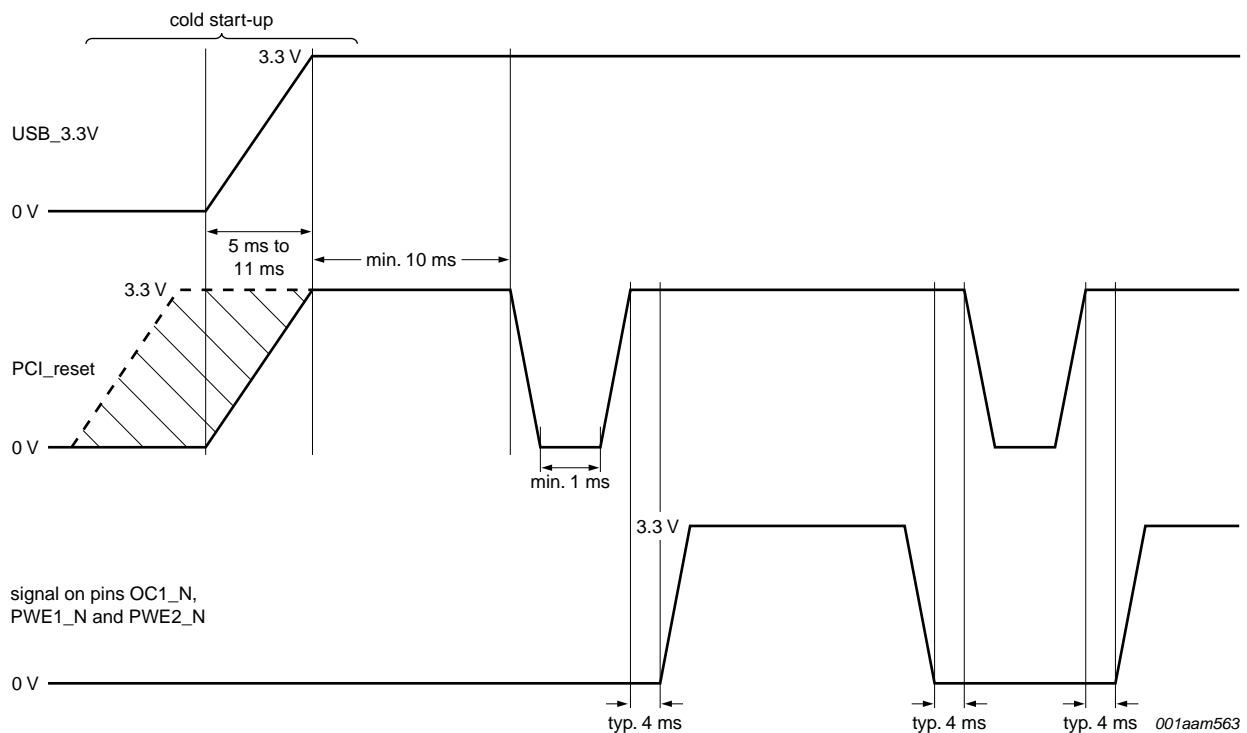 cold start-up
3.3 V
USB_3.3V
0 V
5 ms to
11 ms
min. 10 ms
3.3 V
PCI_reset
0 V
min. 1 ms
3.3 V
signal on pins OC1_N,
PWE1_N and PWE2_N
0 V
typ. 4 ms
typ. 4 ms
typ. 4 ms
001aam563